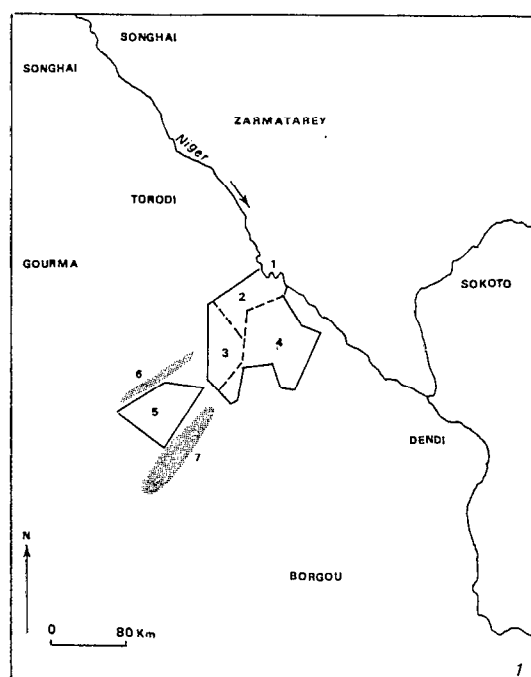 SONGHAI
SONGHAI
ZARMATAREY
Niger
TORODI
GOURMA
1
SOKOTO
2
3
4
6
5
7
DENDI
N
BORGOU
0 80 Km
1